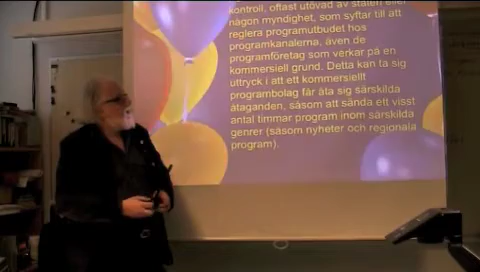 kontroll, oftast utövad av staten eller
någon myndighet, som syftar till att
reglera programutbudet hos
programkanalerna, även de
programföretag som verkar på en
kommersiell grund. Detta kan ta sig
uttryck i att ett kommersiellt
programbolag får åta sig särskilda
åtaganden, såsom att sända ett visst
antal timmar program inom särskilda
genrer (såsom nyheter och regionala
program).